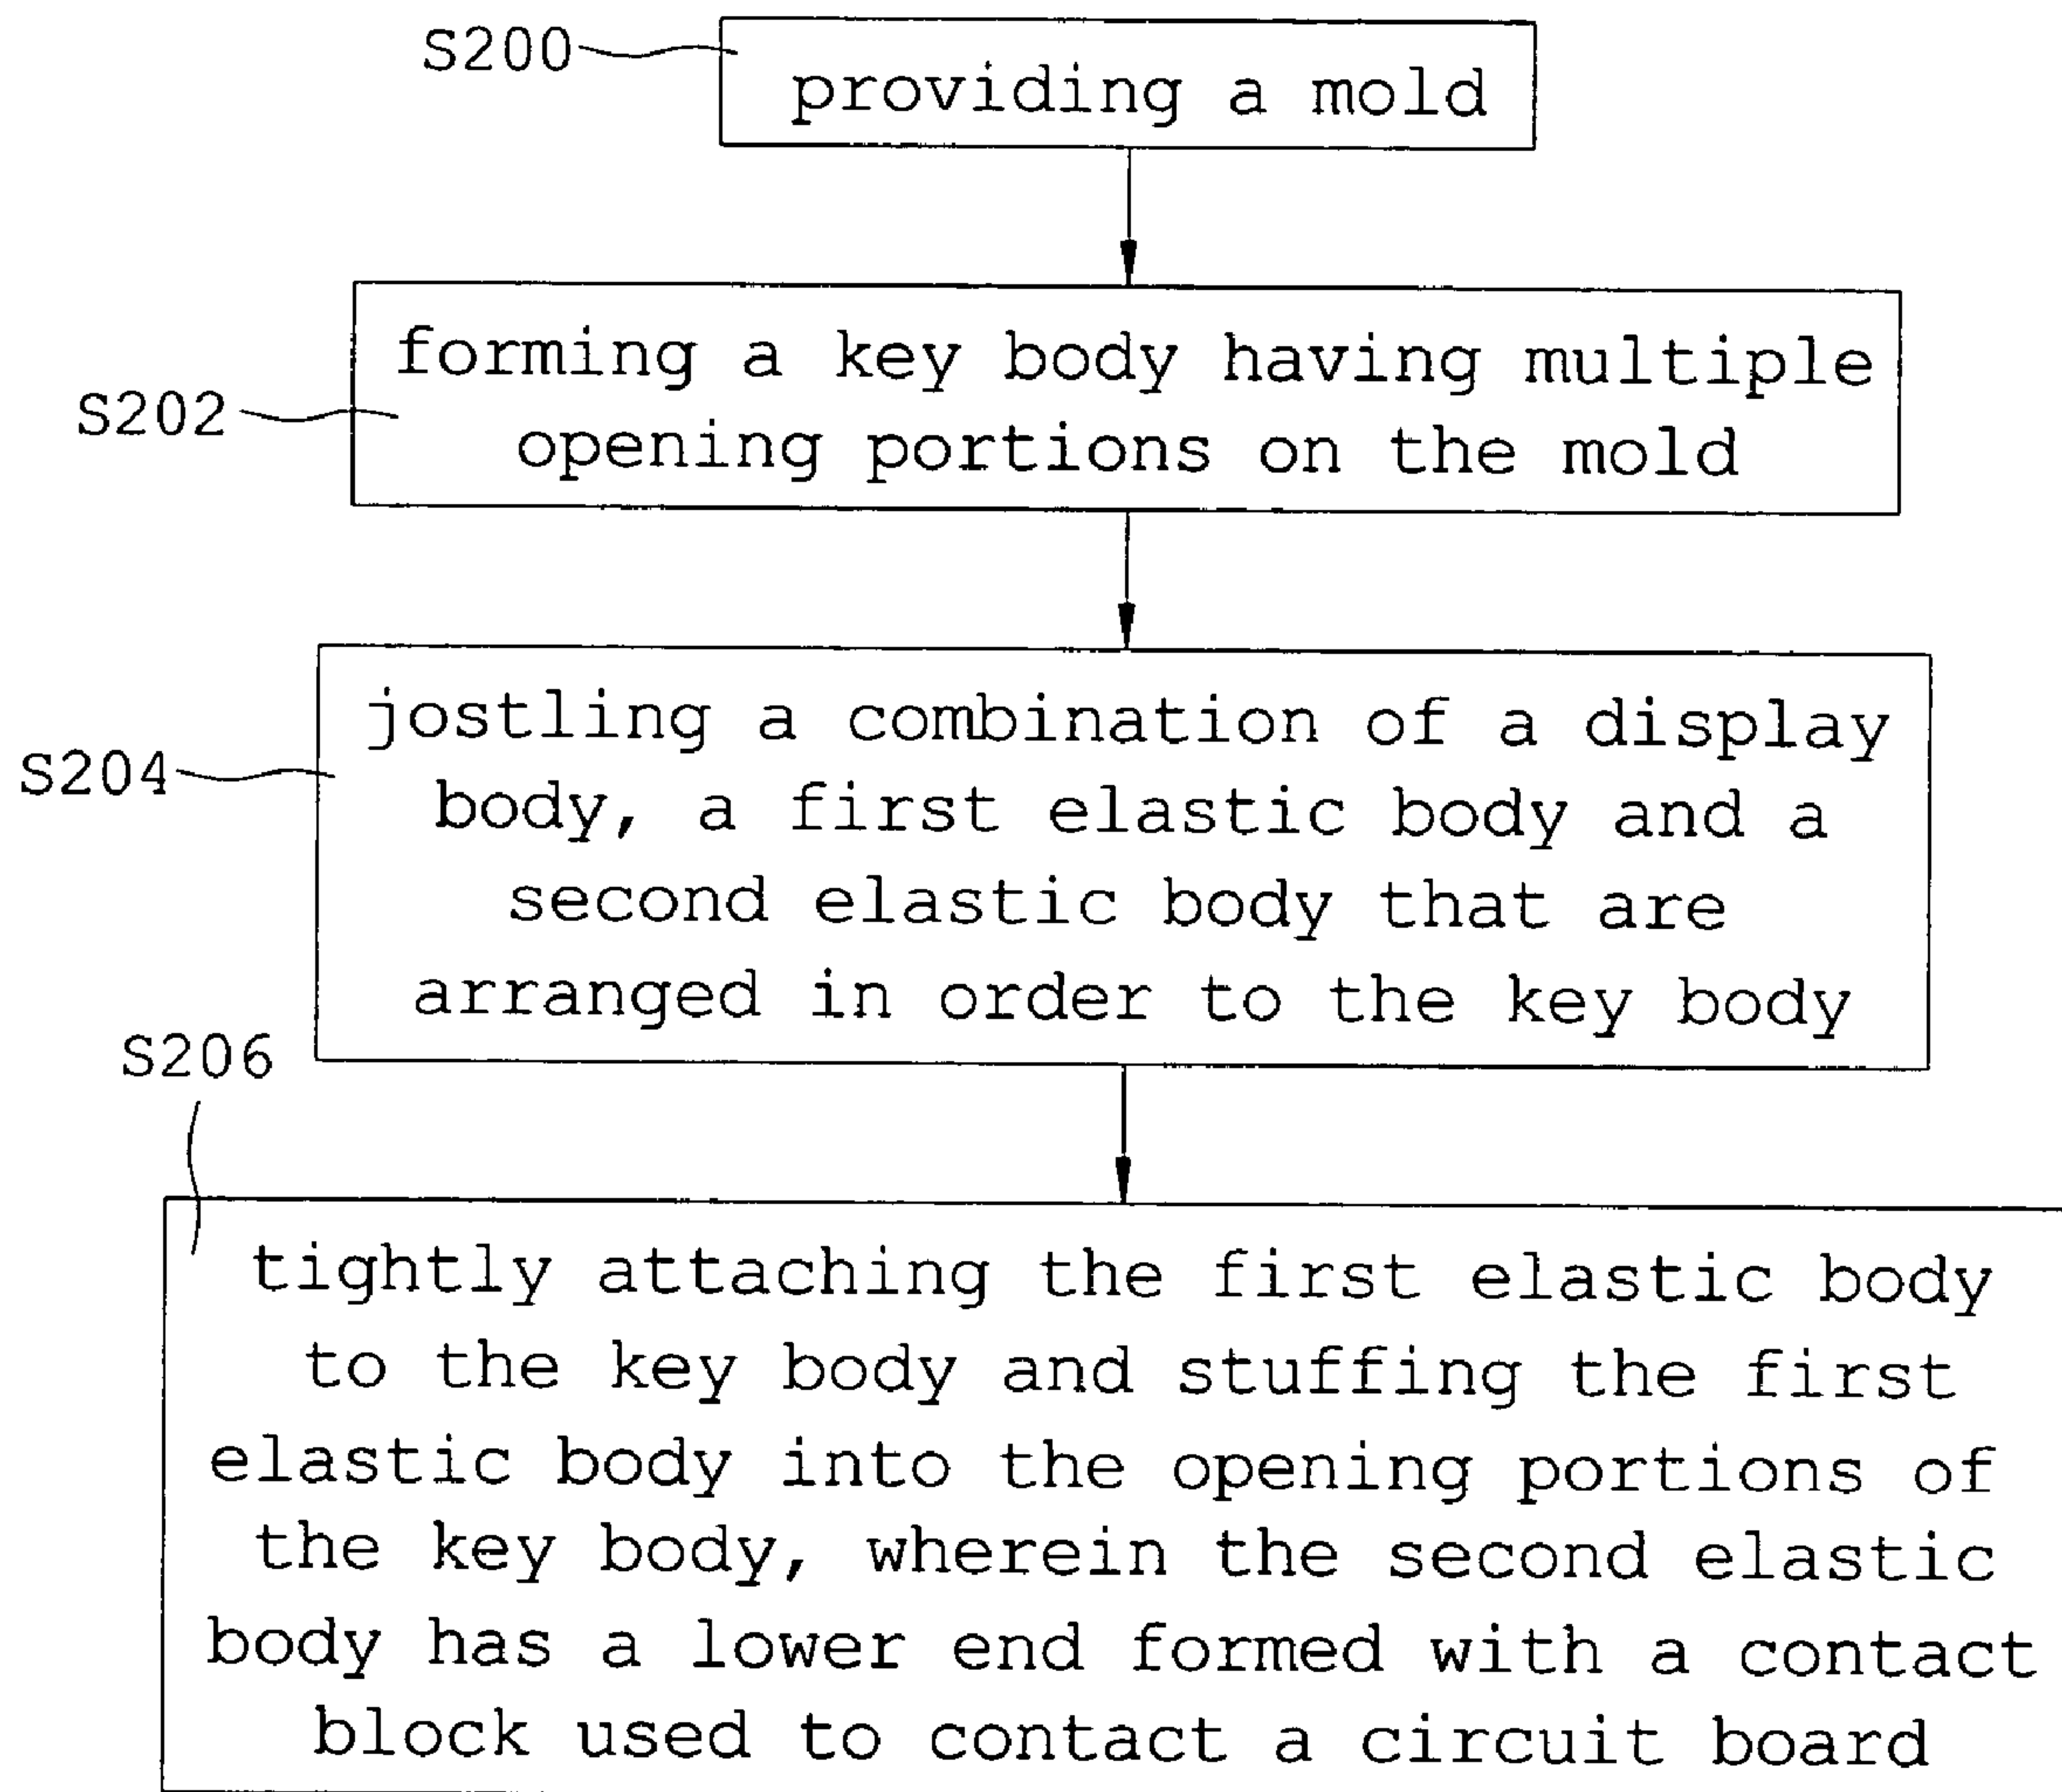 S200
providing a mold
S202
forming a key body having multiple
opening portions on the mold
S204
jostling a combination of a display
body, a first elastic body and a
second elastic body that are
arranged in order to the key body
S206
tightly attaching the first elastic body
to the key body and stuffing the first
elastic body into the opening portions of
the key body, wherein the second elastic
body has a lower end formed with a contact
block used to contact a circuit board